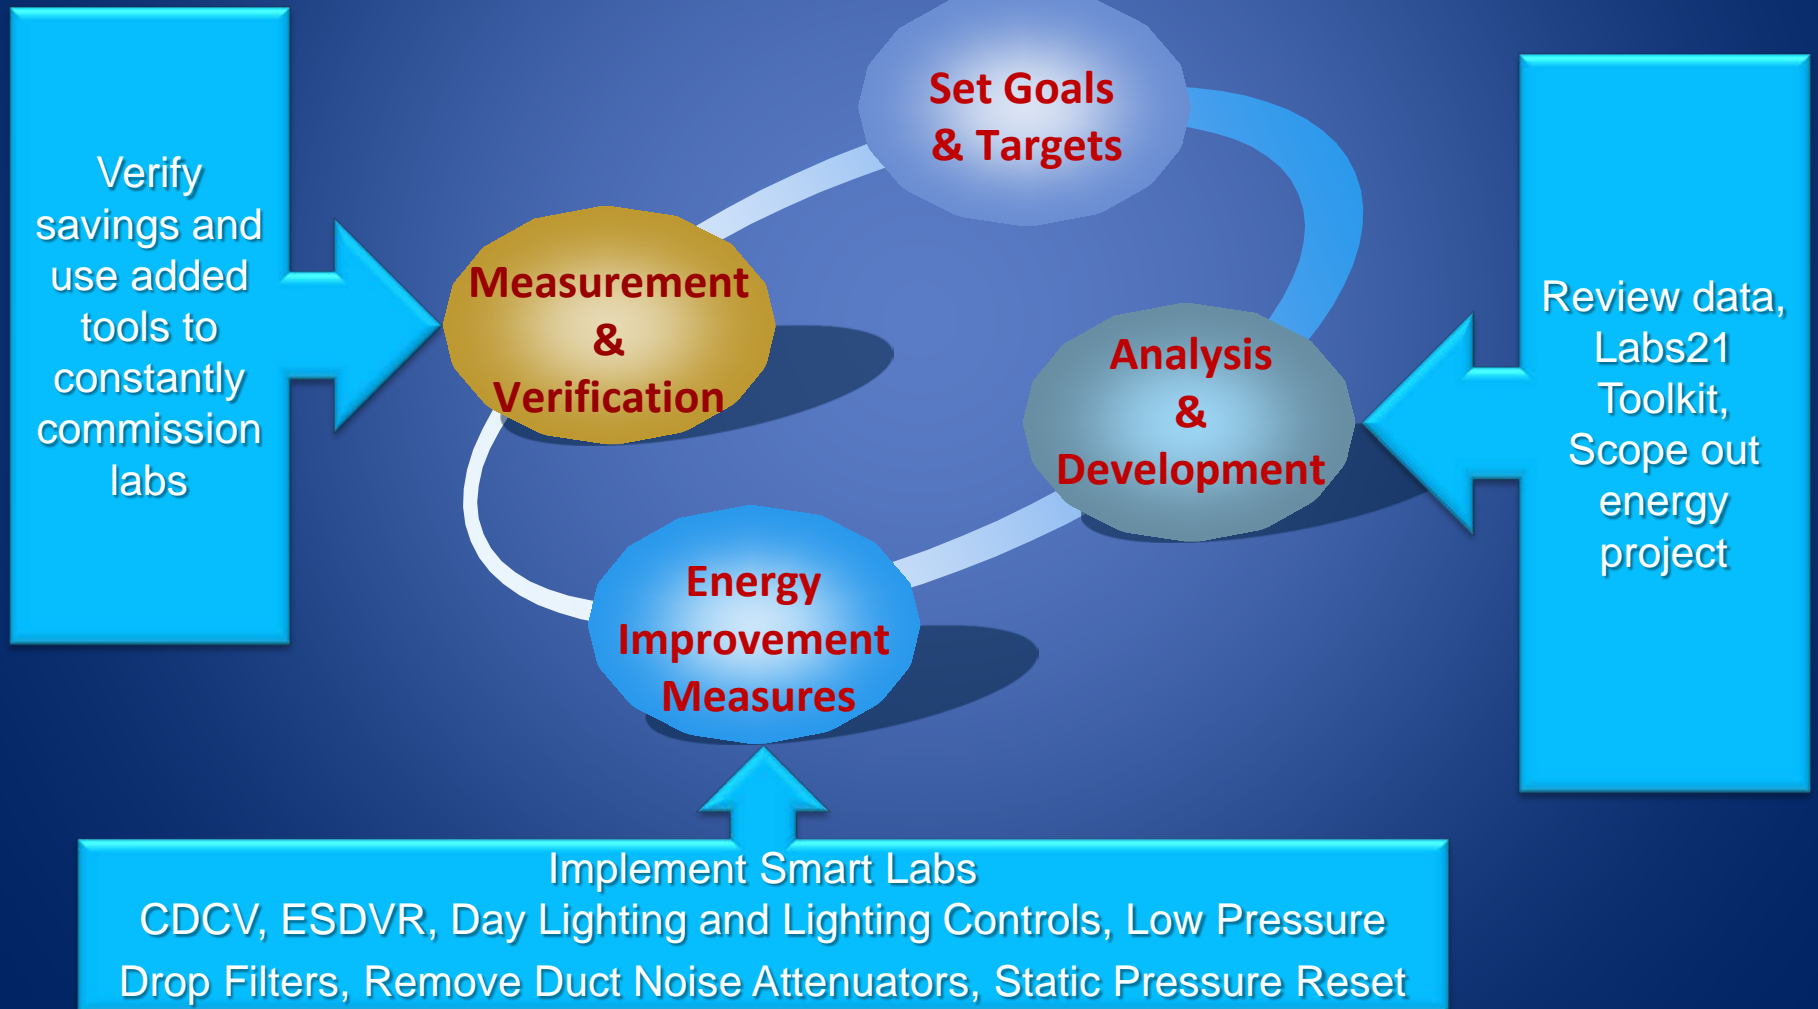 Set Goals
& Targets
Verify
savings and
use added
tools to
constantly
commission
labs
Measurement
&
Verification
Analysis
&
Development
Review data,
Labs21
Toolkit,
Scope out
energy
project
Energy
Improvement
Measures
Implement Smart Labs
CDCV, ESDVR, Day Lighting and Lighting Controls, Low Pressure
Drop Filters, Remove Duct Noise Attenuators, Static Pressure Reset